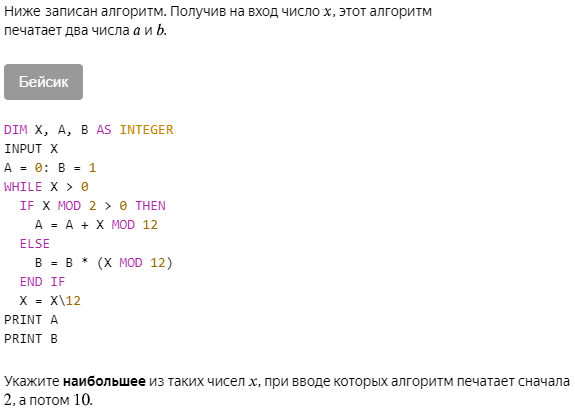 Ниже записан алгоритм. Получив на вход число x, этот алгоритм
печатает два числа a и b.
Бейсик
DIM X, A, B AS INTEGER
INPUT X
A = 0: B = 1
WHILE X > 0
  IF X MOD 2 > 0 THEN
    A = A + X MOD 12
  ELSE
    B = B * (X MOD 12)
  END IF
  X = X\12
PRINT A
PRINT B
Укажите наибольшее из таких чисел x, при вводе которых алгоритм печатает сначала
2, а потом 10.